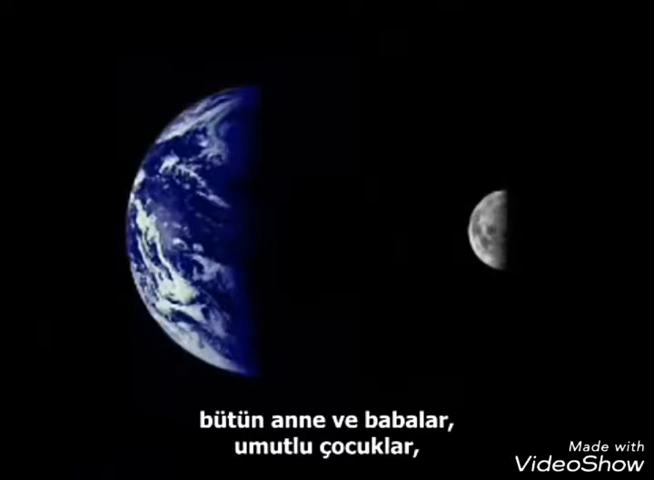 bütün anne ve babalar,
umutlu çocuklar,
Made with
VideoShow